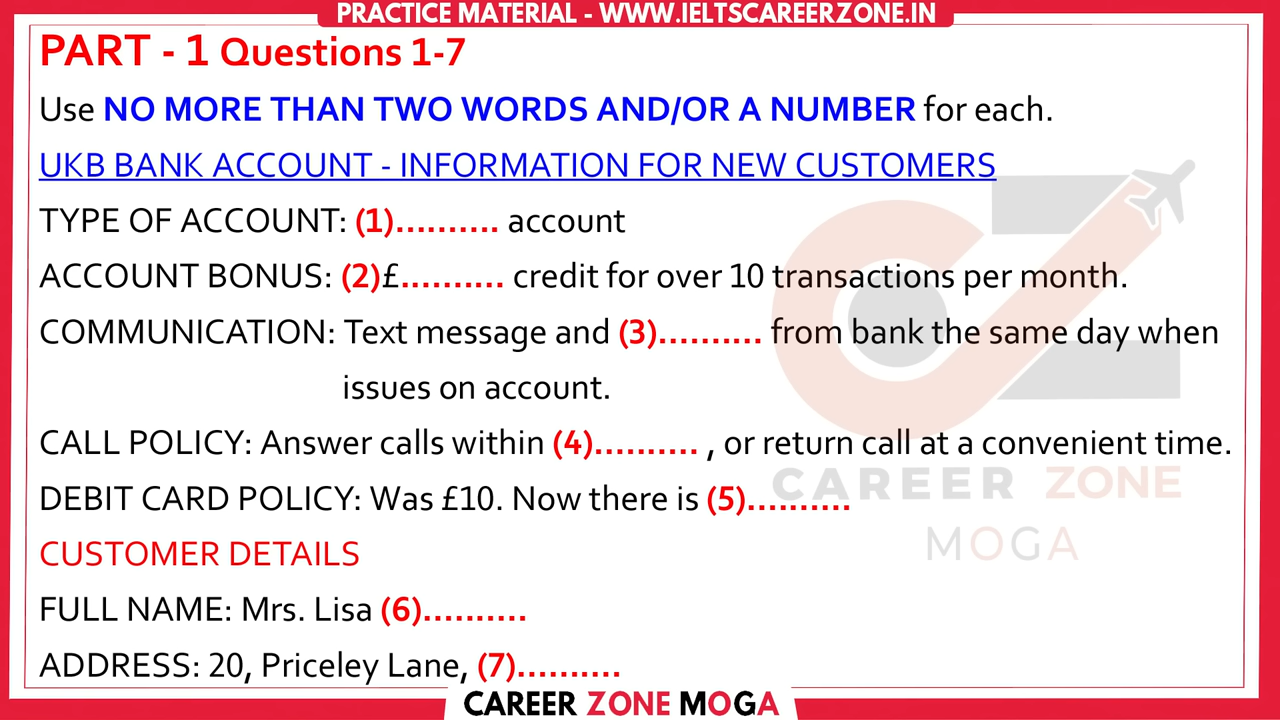 PRACTICE MATERIAL - WWW.IELTSCAREERZONE.IN
PART - 1 Questions 1-7
Use NO MORE THAN TWO WORDS AND/OR A NUMBER for each.
UKB BANK ACCOUNT - INFORMATION FOR NEW CUSTOMERS
TYPE OF ACCOUNT: (1).......... account
ACCOUNT BONUS: (2)£.......... credit for over 10 transactions per month.
COMMUNICATION: Text message and (3).......... from bank the same day when
issues on account.
CALL POLICY: Answer calls within (4).......... , or return call at a convenient time.
DEBIT CARD POLICY: Was £10. Now there is (5)..........
CAREER ZONE
MOGA
CUSTOMER DETAILS
FULL NAME: Mrs. Lisa (6)..........
ADDRESS: 20, Priceley Lane, (7)..........
CAREER ZONE MOGA